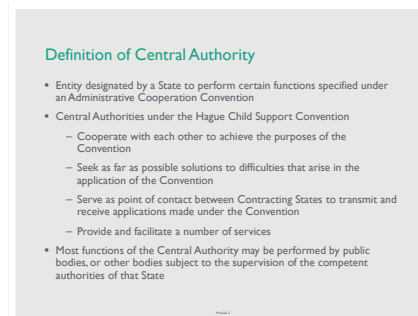 Definition of Central Authority
• Entity designated by a State to perform certain functions specified under
an Administrative Cooperation Convention
• Central Authorities under the Hague Child Support Convention
– Cooperate with each other to achieve the purposes of the
Convention
– Seek as far as possible solutions to difficulties that arise in the
application of the Convention
– Serve as point of contact between Contracting States to transmit and
receive applications made under the Convention
– Provide and facilitate a number of services
• Most functions of the Central Authority may be performed by public
bodies, or other bodies subject to the supervision of the competent
authorities of that State
Module 2